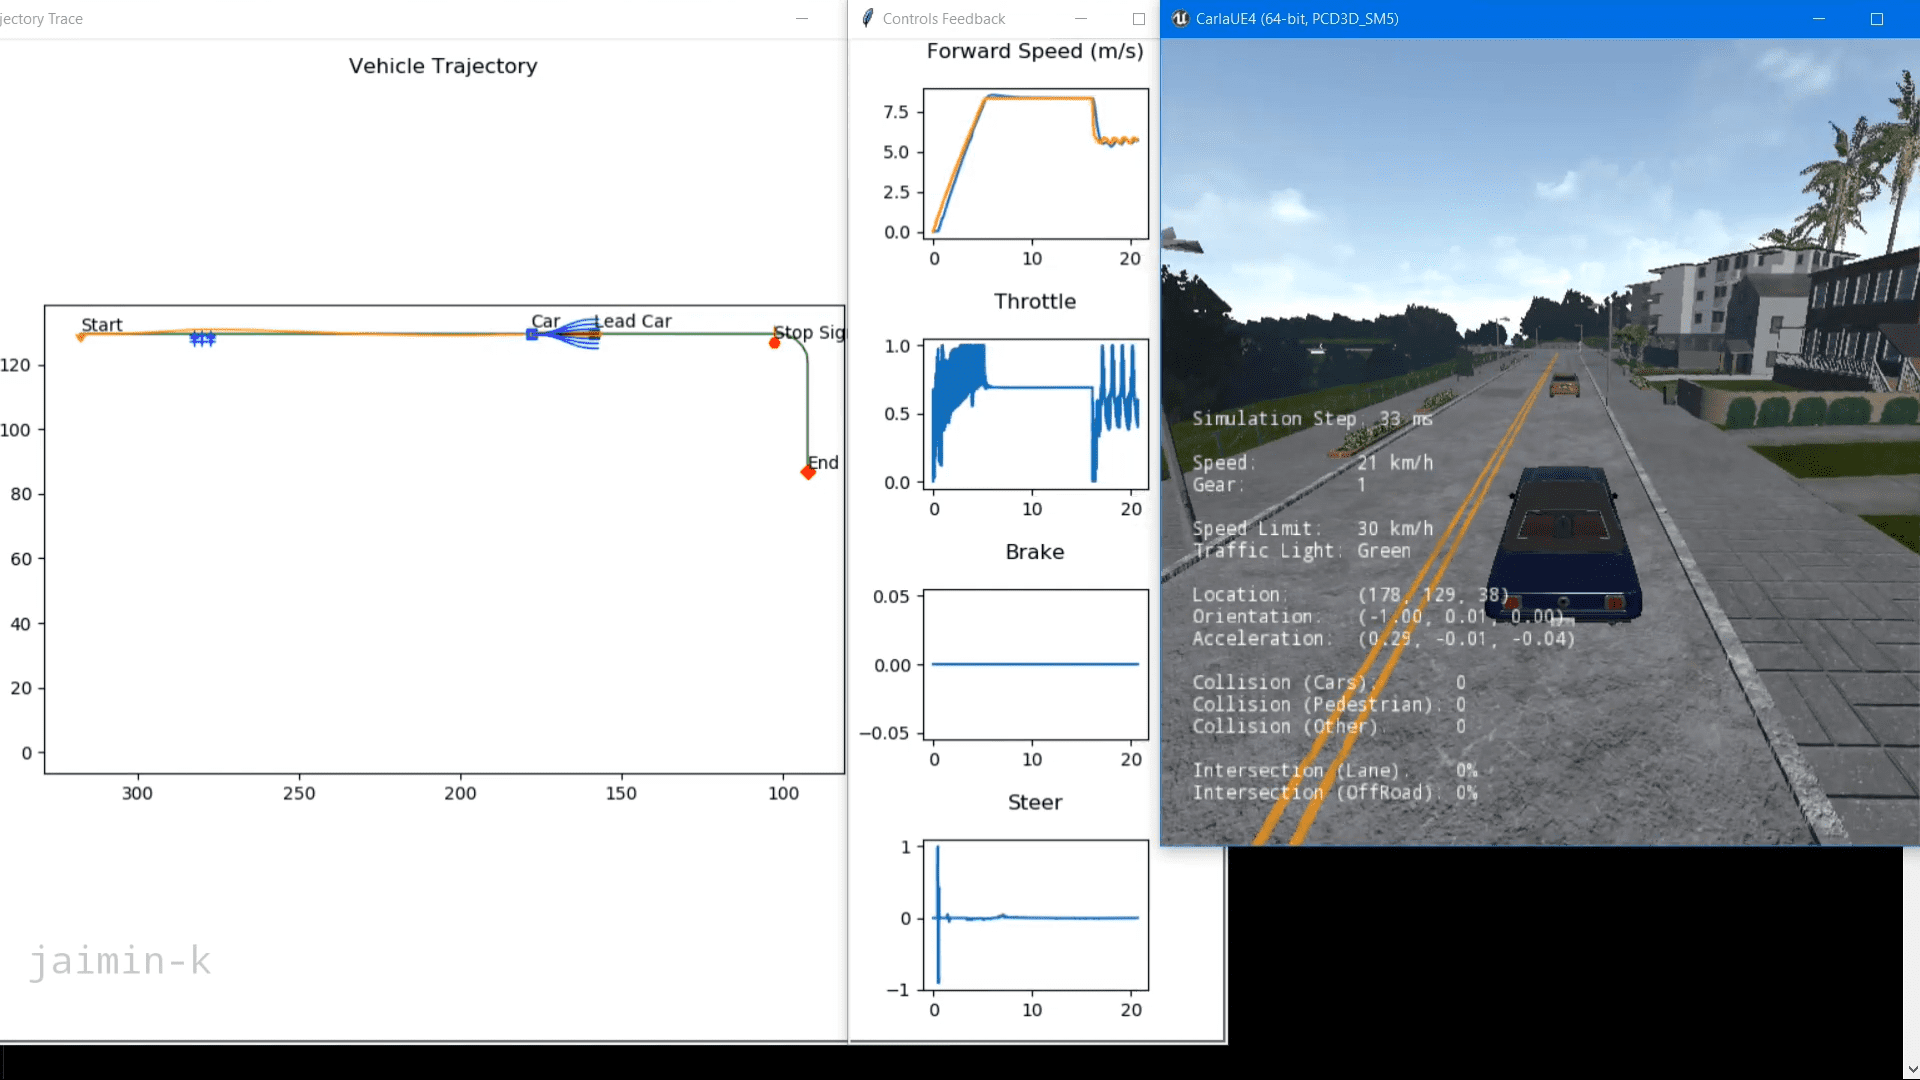 jectory Trace
Vehicle Trajectory
Start
Car
Lead Car
Stop Sig
End
120
100
80
60
40
20
0
300
250
200
150
100
jaimin-k
Controls Feedback
Forward Speed (m/s)
7.5
5.0
2.5
0.0
0
10
20
Throttle
1.0
0.5
0.0
0
10
20
Brake
0.05
0.00
−0.05
0
10
20
Steer
1
0
−1
0
10
20
CarlaUE4 (64-bit, PCD3D_SM5)
Simulation Step: 33 ms
Speed: 21 km/h
Gear: 1
Speed Limit: 30 km/h
Traffic Light: Green
Location: (178, 129, 38)
Orientation: (-1.00, 0.01, 0.00)
Acceleration: (0.29, -0.01, -0.04)
Collision (Cars): 0
Collision (Pedestrian): 0
Collision (Other): 0
Intersection (Lane): 0%
Intersection (OffRoad): 0%